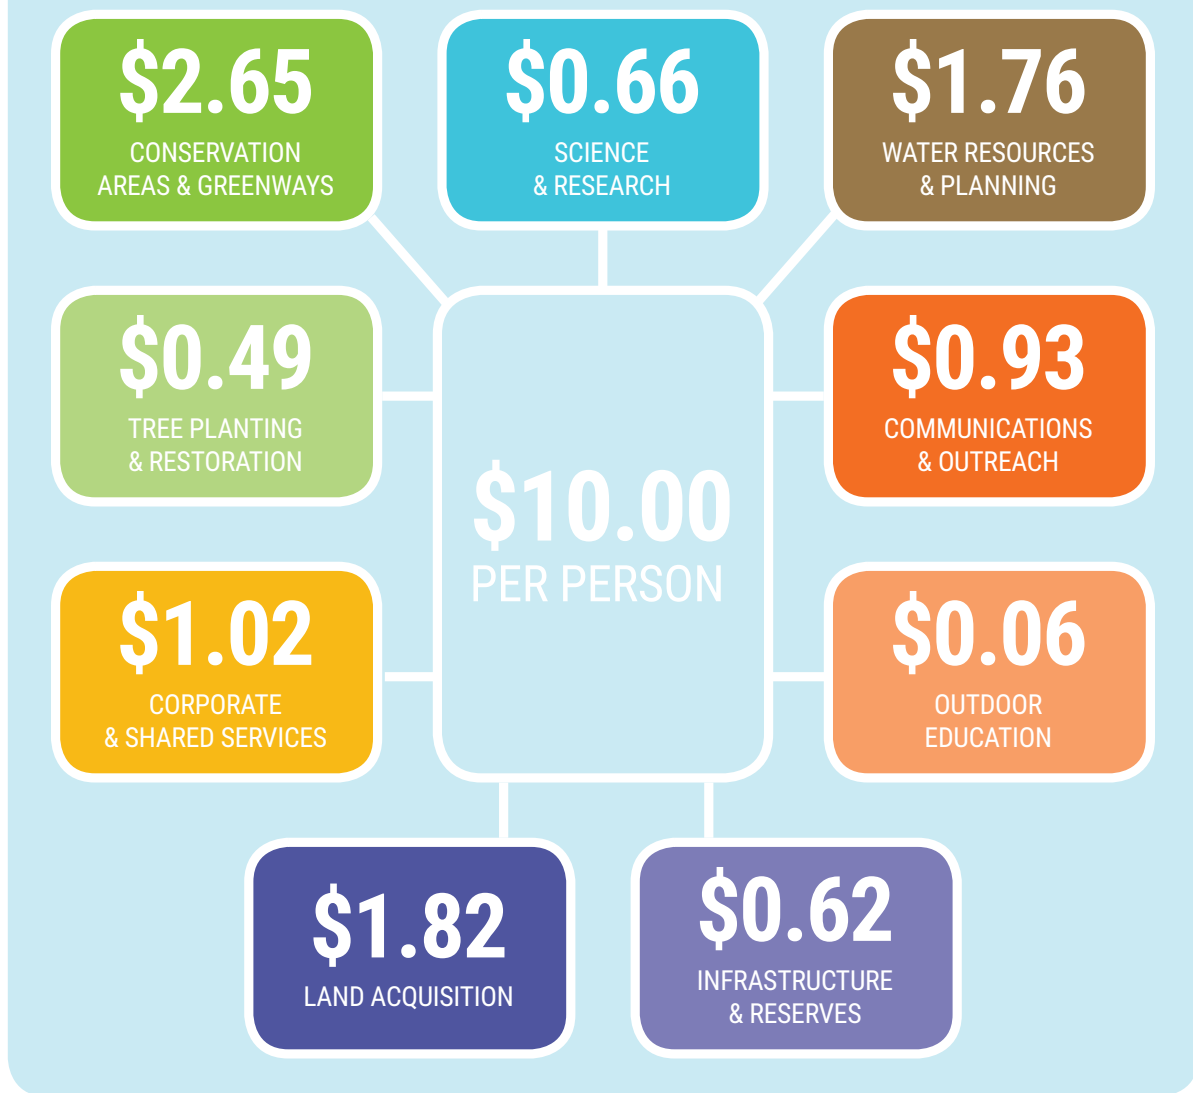 $2.65
CONSERVATION
AREAS & GREENWAYS
$0.66
SCIENCE
& RESEARCH
$1.76
WATER RESOURCES
& PLANNING
$0.49
TREE PLANTING
& RESTORATION
$10.00
PER PERSON
$0.93
COMMUNICATIONS
& OUTREACH
$1.02
CORPORATE
& SHARED SERVICES
$0.06
OUTDOOR
EDUCATION
$1.82
LAND ACQUISITION
$0.62
INFRASTRUCTURE
& RESERVES